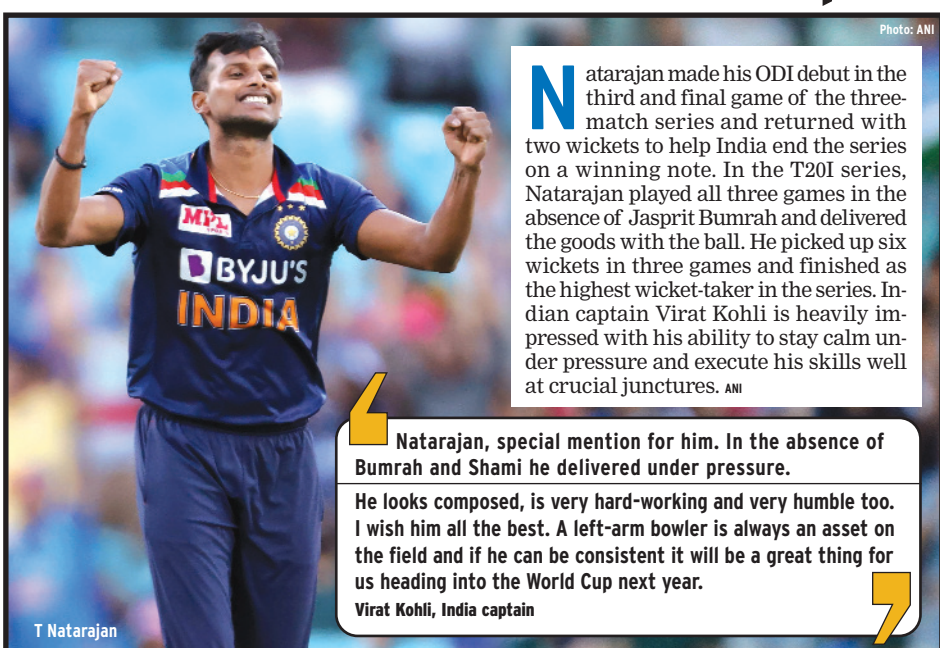 Photo: ANI
Natarajan made his ODI debut in the
third and final game of the three-
match series and returned with
two wickets to help India end the series
on a winning note. In the T20I series,
Natarajan played all three games in the
absence of Jasprit Bumrah and delivered
the goods with the ball. He picked up six
wickets in three games and finished as
the highest wicket-taker in the series. In-
dian captain Virat Kohli is heavily im-
pressed with his ability to stay calm un-
der pressure and execute his skills well
at crucial junctures. ANI
MPL
BYJU'S
INDIA
Natarajan, special mention for him. In the absence of
Bumrah and Shami he delivered under pressure.
He looks composed, is very hard-working and very humble too.
I wish him all the best. A left-arm bowler is always an asset on
the field and if he can be consistent it will be a great thing for
us heading into the World Cup next year.
Virat Kohli, India captain
T Natarajan